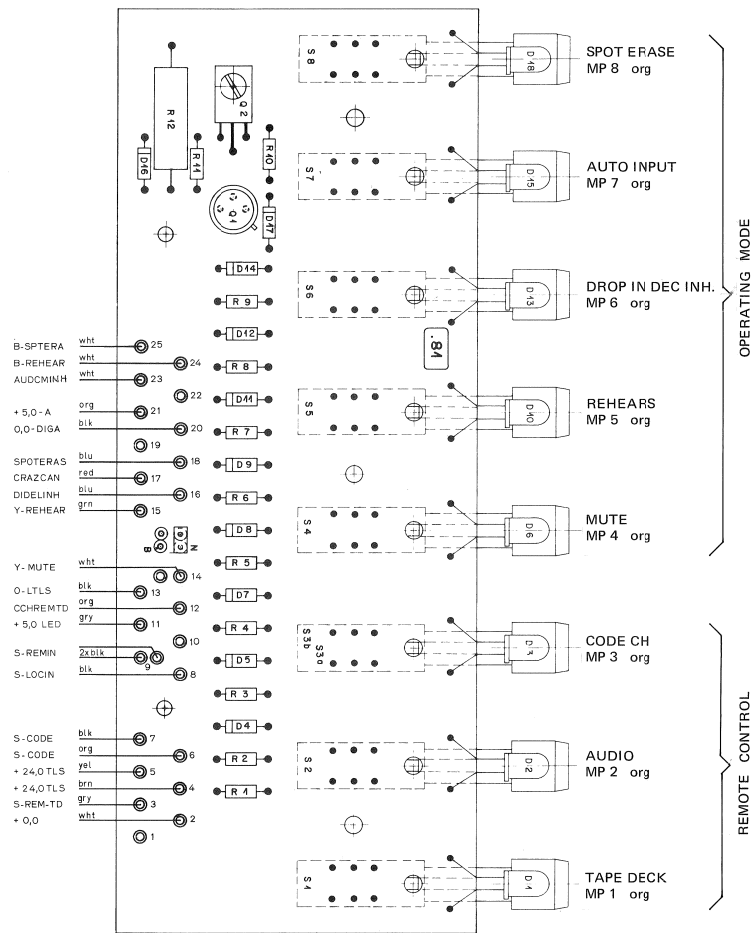 S 8
D 18
SPOT ERASE
MP 8 org
R 12
Q 2
D16
R 11
R 10
S 7
D 15
AUTO INPUT
MP 7 org
Q1
D17
D14
S 6
D 13
DROP IN DEC INH.
MP 6 org
R 9
D12
.81
B-SPTERA wht 25
B-REHEAR wht 24
R 8
AUDCMINH wht 23
22
D11
S 5
D 10
REHEARS
MP 5 org
+ 5,0-A org 21
0,0-DIGA blk 20
R 7
19
SPOTERAS blu 18
D 9
CRAZCAN red 17
DIDELINH blu 16
R 6
Y-REHEAR grn 15
S 4
D 6
MUTE
MP 4 org
B N
D 8
Y-MUTE wht 14
R 5
O-LTLS blk 13
D7
CCHREMTD org 12
+ 5,0 LED gry 11
R 4
10
S3b
S3a
D 3
CODE CH
MP 3 org
S-REMIN 2xblk 9
D 5
S-LOCIN blk 8
R 3
D 4
S-CODE blk 7
S-CODE org 6
R 2
S 2
D 2
AUDIO
MP 2 org
+ 24,0 TLS yel 5
+ 24,0 TLS brn 4
R 1
S-REM-TD gry 3
+ 0,0 wht 2
1
S 1
D 1
TAPE DECK
MP 1 org
OPERATING MODE
REMOTE CONTROL